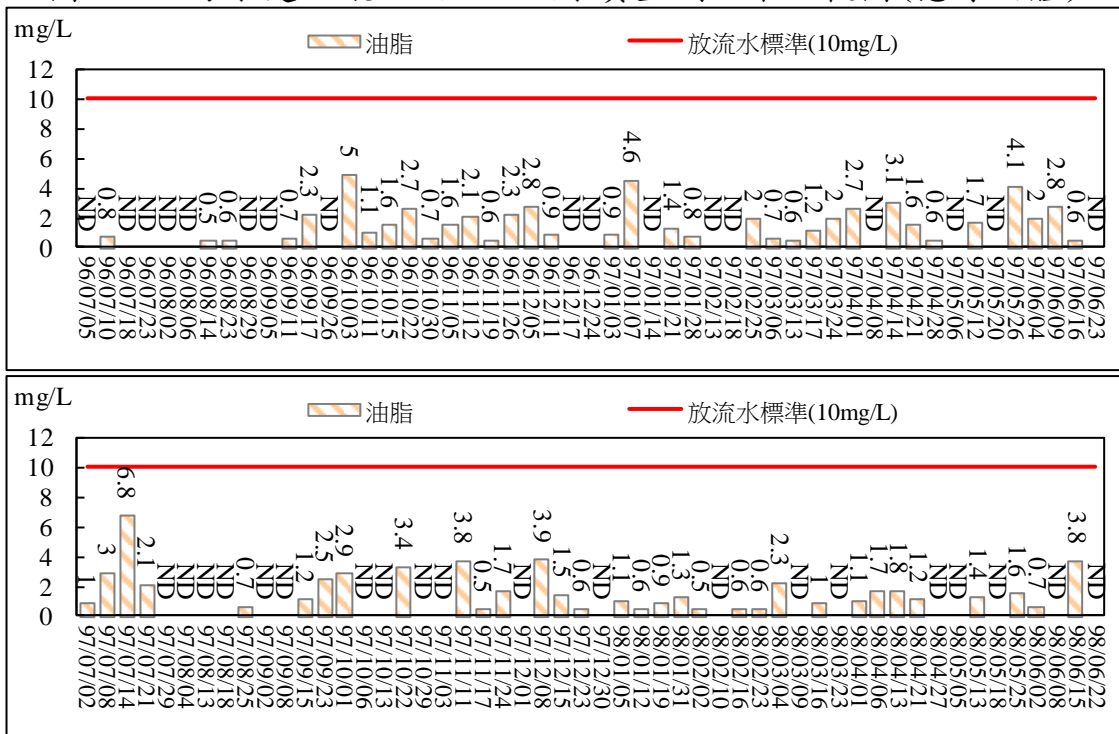 mg/L
油脂
放流水標準(10mg/L)
12
10
8
6
4
2
0
ND 0.8 ND ND ND ND 0.5 0.6 ND ND 0.7 2.3 ND 5 1.1 1.6 2.7 0.7 1.6 2.1 0.6 2.3 2.8 0.9 ND ND 0.9 4.6 ND 1.4 0.8 ND ND 2 0.7 0.6 1.2 2 2.7 ND 3.1 1.6 0.6 ND 1.7 ND 4.1 2 2.8 0.6 ND
96/07/05 96/07/10 96/07/18 96/07/23 96/08/02 96/08/06 96/08/14 96/08/23 96/08/29 96/09/05 96/09/11 96/09/17 96/09/26 96/10/03 96/10/11 96/10/15 96/10/22 96/10/30 96/11/05 96/11/12 96/11/19 96/11/26 96/12/05 96/12/11 96/12/17 96/12/24 97/01/03 97/01/07 97/01/14 97/01/21 97/01/28 97/02/13 97/02/18 97/02/25 97/03/06 97/03/13 97/03/17 97/03/24 97/04/01 97/04/08 97/04/14 97/04/21 97/04/28 97/05/06 97/05/12 97/05/20 97/05/26 97/06/04 97/06/09 97/06/16 97/06/23
mg/L
油脂
放流水標準(10mg/L)
12
10
8
6
4
2
0
1 3 6.8 2.1 ND ND ND ND 0.7 ND ND 1.2 2.5 2.9 ND ND 3.4 ND ND 3.8 0.5 1.7 ND 3.9 1.5 0.6 ND 1.1 0.6 0.9 1.3 0.5 ND 0.6 0.6 2.3 ND 1 ND 1.1 1.7 1.8 1.2 ND ND 1.4 ND 1.6 0.7 ND 3.8 ND
97/07/02 97/07/08 97/07/14 97/07/21 97/07/29 97/08/04 97/08/13 97/08/18 97/08/25 97/09/02 97/09/08 97/09/15 97/09/23 97/10/01 97/10/06 97/10/13 97/10/22 97/10/29 97/11/03 97/11/11 97/11/17 97/11/24 97/12/01 97/12/08 97/12/15 97/12/23 97/12/30 98/01/05 98/01/12 98/01/19 98/01/31 98/02/02 98/02/10 98/02/16 98/02/23 98/03/04 98/03/09 98/03/16 98/03/23 98/04/01 98/04/06 98/04/13 98/04/22 98/04/27 98/05/05 98/05/18 98/05/25 98/06/02 98/06/08 98/06/15 98/06/22